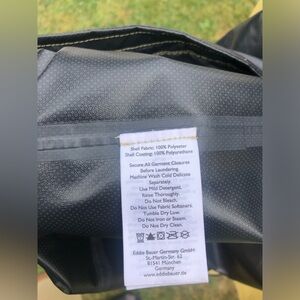 Shell Fabric: 100% Polyester
Shell Coating: 100% Polyurethane
Secure All Garment Closures
Before Laundering.
Machine Wash Cold Delicate
Separately.
Use Mild Detergent.
Rinse Thoroughly.
Do Not Bleach.
Do Not Use Fabric Softeners.
Tumble Dry Low.
Do Not Iron or Steam.
Do Not Dry Clean.
Eddie Bauer Germany GmbH
St.-Martin-Str. 62
81541 München
Germany
www.eddiebauer.de